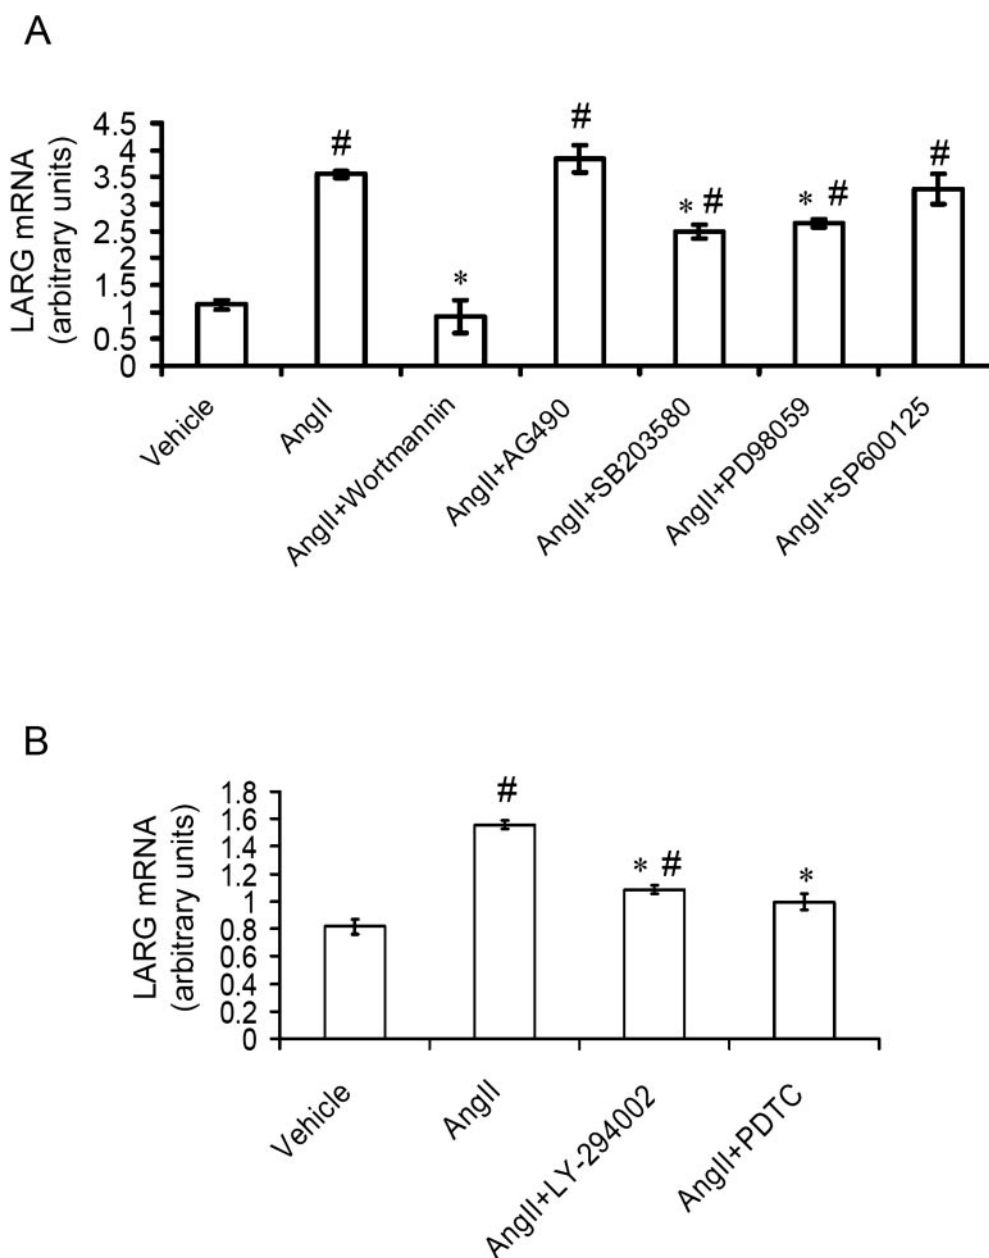 A
LARG mRNA
(arbitrary units)
4.5
4
3.5
3
2.5
1.5
1
0.5
0
#
*
#
* #
* #
#
Vehicle
AngII
AngII+Wortmannin
AngII+AG490
AngII+SB203580
AngII+PD98059
AngII+SP600125
B
LARG mRNA
(arbitrary units)
1.8
1.6
1.4
1.2
1
0.8
0.6
0.4
0.2
0
#
* #
*
Vehicle
AngII
AngII+LY-294002
AngII+PDTC